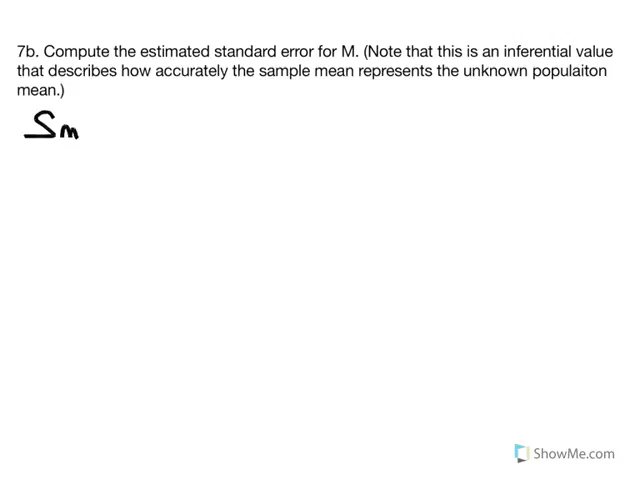 7b. Compute the estimated standard error for M. (Note that this is an inferential value
that describes how accurately the sample mean represents the unknown populaiton
mean.)
Sm
ShowMe.com